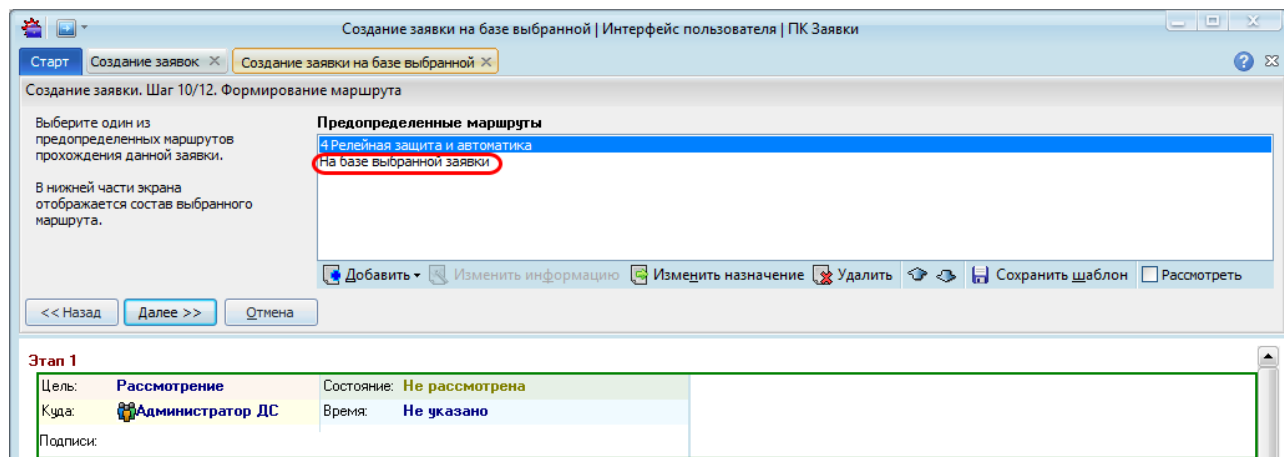 Создание заявки на базе выбранной | Интерфейс пользователя | ПК Заявки
Старт Создание заявок Создание заявки на базе выбранной
Создание заявки. Шаг 10/12. Формирование маршрута
Выберите один из
предопределенных маршрутов
прохождения данной заявки.
В нижней части экрана
отображается состав выбранного
маршрута.
Предопределенные маршруты
4 Релейная защита и автоматика
На базе выбранной заявки
Добавить Изменить информацию Изменить назначение Удалить Сохранить шаблон Рассмотреть
<< Назад Далее >> Отмена
Этап 1
Цель: Рассмотрение Состояние: Не рассмотрена
Куда: Администратор ДС Время: Не указано
Подписи: